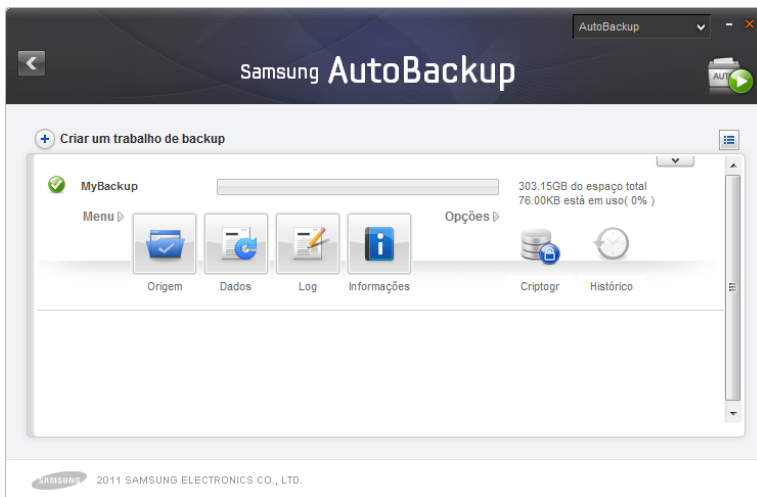 AutoBackup
samsung AutoBackup
AUTO
Criar um trabalho de backup
MyBackup
303.15GB do espaço total
76.00KB está em uso( 0% )
Menu
Opções
Origem
Dados
Log
Informações
Criptogr
Histórico
SAMSUNG 2011 SAMSUNG ELECTRONICS CO., LTD.